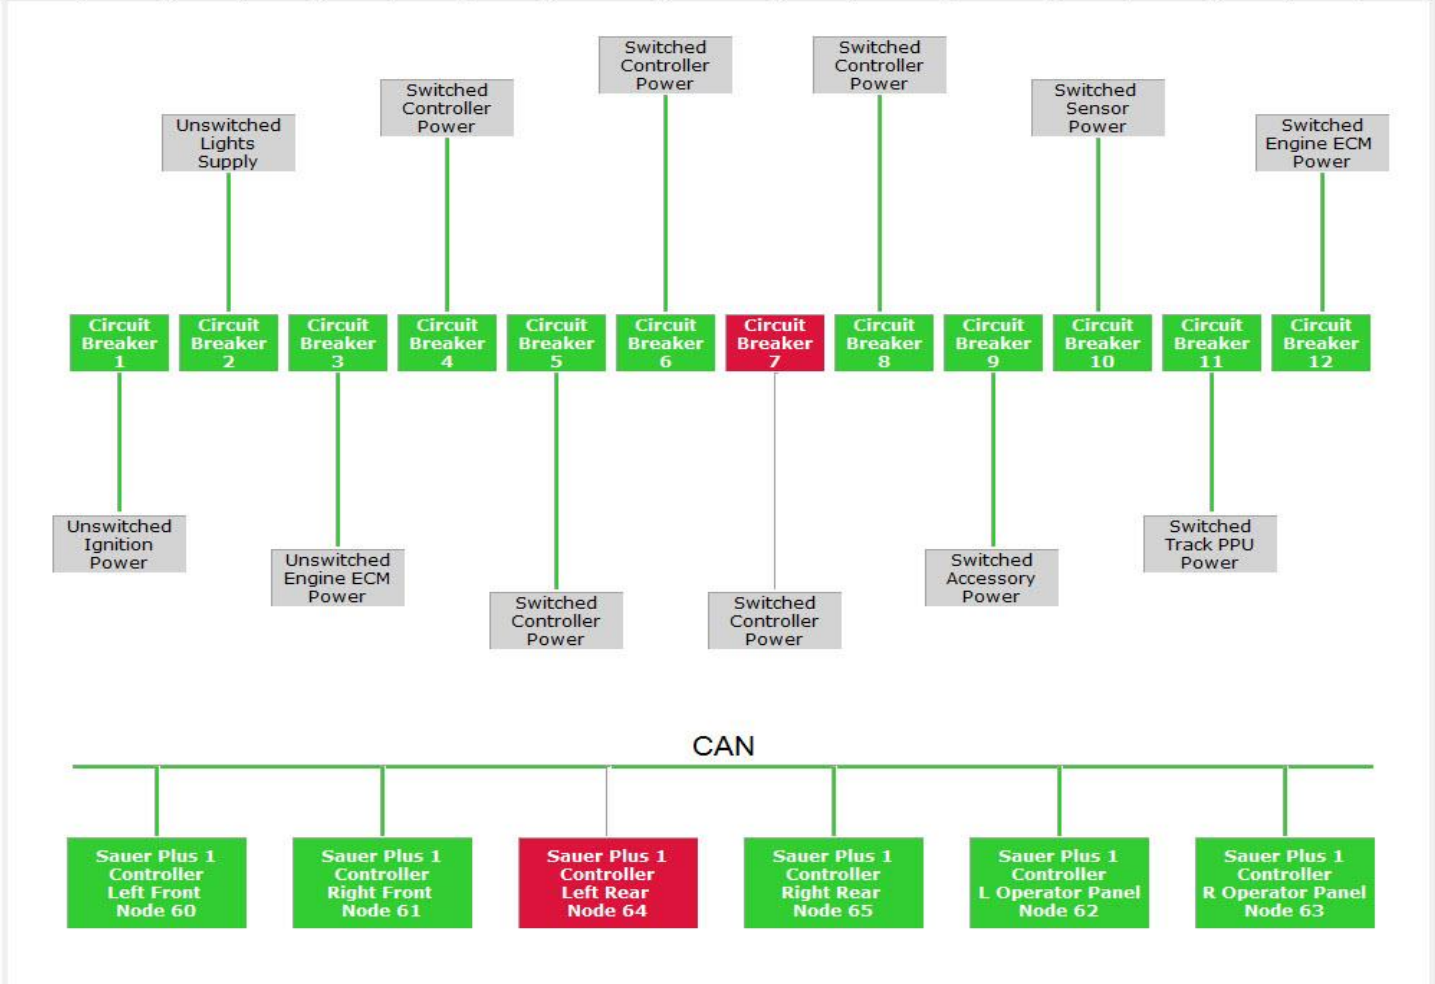 Switched
Controller
Power
Switched
Controller
Power
Switched
Controller
Power
Switched
Sensor
Power
Unswitched
Lights
Supply
Switched
Engine ECM
Power
Circuit
Breaker
1
Circuit
Breaker
2
Circuit
Breaker
3
Circuit
Breaker
4
Circuit
Breaker
5
Circuit
Breaker
6
Circuit
Breaker
7
Circuit
Breaker
8
Circuit
Breaker
9
Circuit
Breaker
10
Circuit
Breaker
11
Circuit
Breaker
12
Unswitched
Ignition
Power
Switched
Track PPU
Power
Unswitched
Engine ECM
Power
Switched
Accessory
Power
Switched
Controller
Power
Switched
Controller
Power
CAN
Sauer Plus 1
Controller
Left Front
Node 60
Sauer Plus 1
Controller
Right Front
Node 61
Sauer Plus 1
Controller
Left Rear
Node 64
Sauer Plus 1
Controller
Right Rear
Node 65
Sauer Plus 1
Controller
L Operator Panel
Node 62
Sauer Plus 1
Controller
R Operator Panel
Node 63